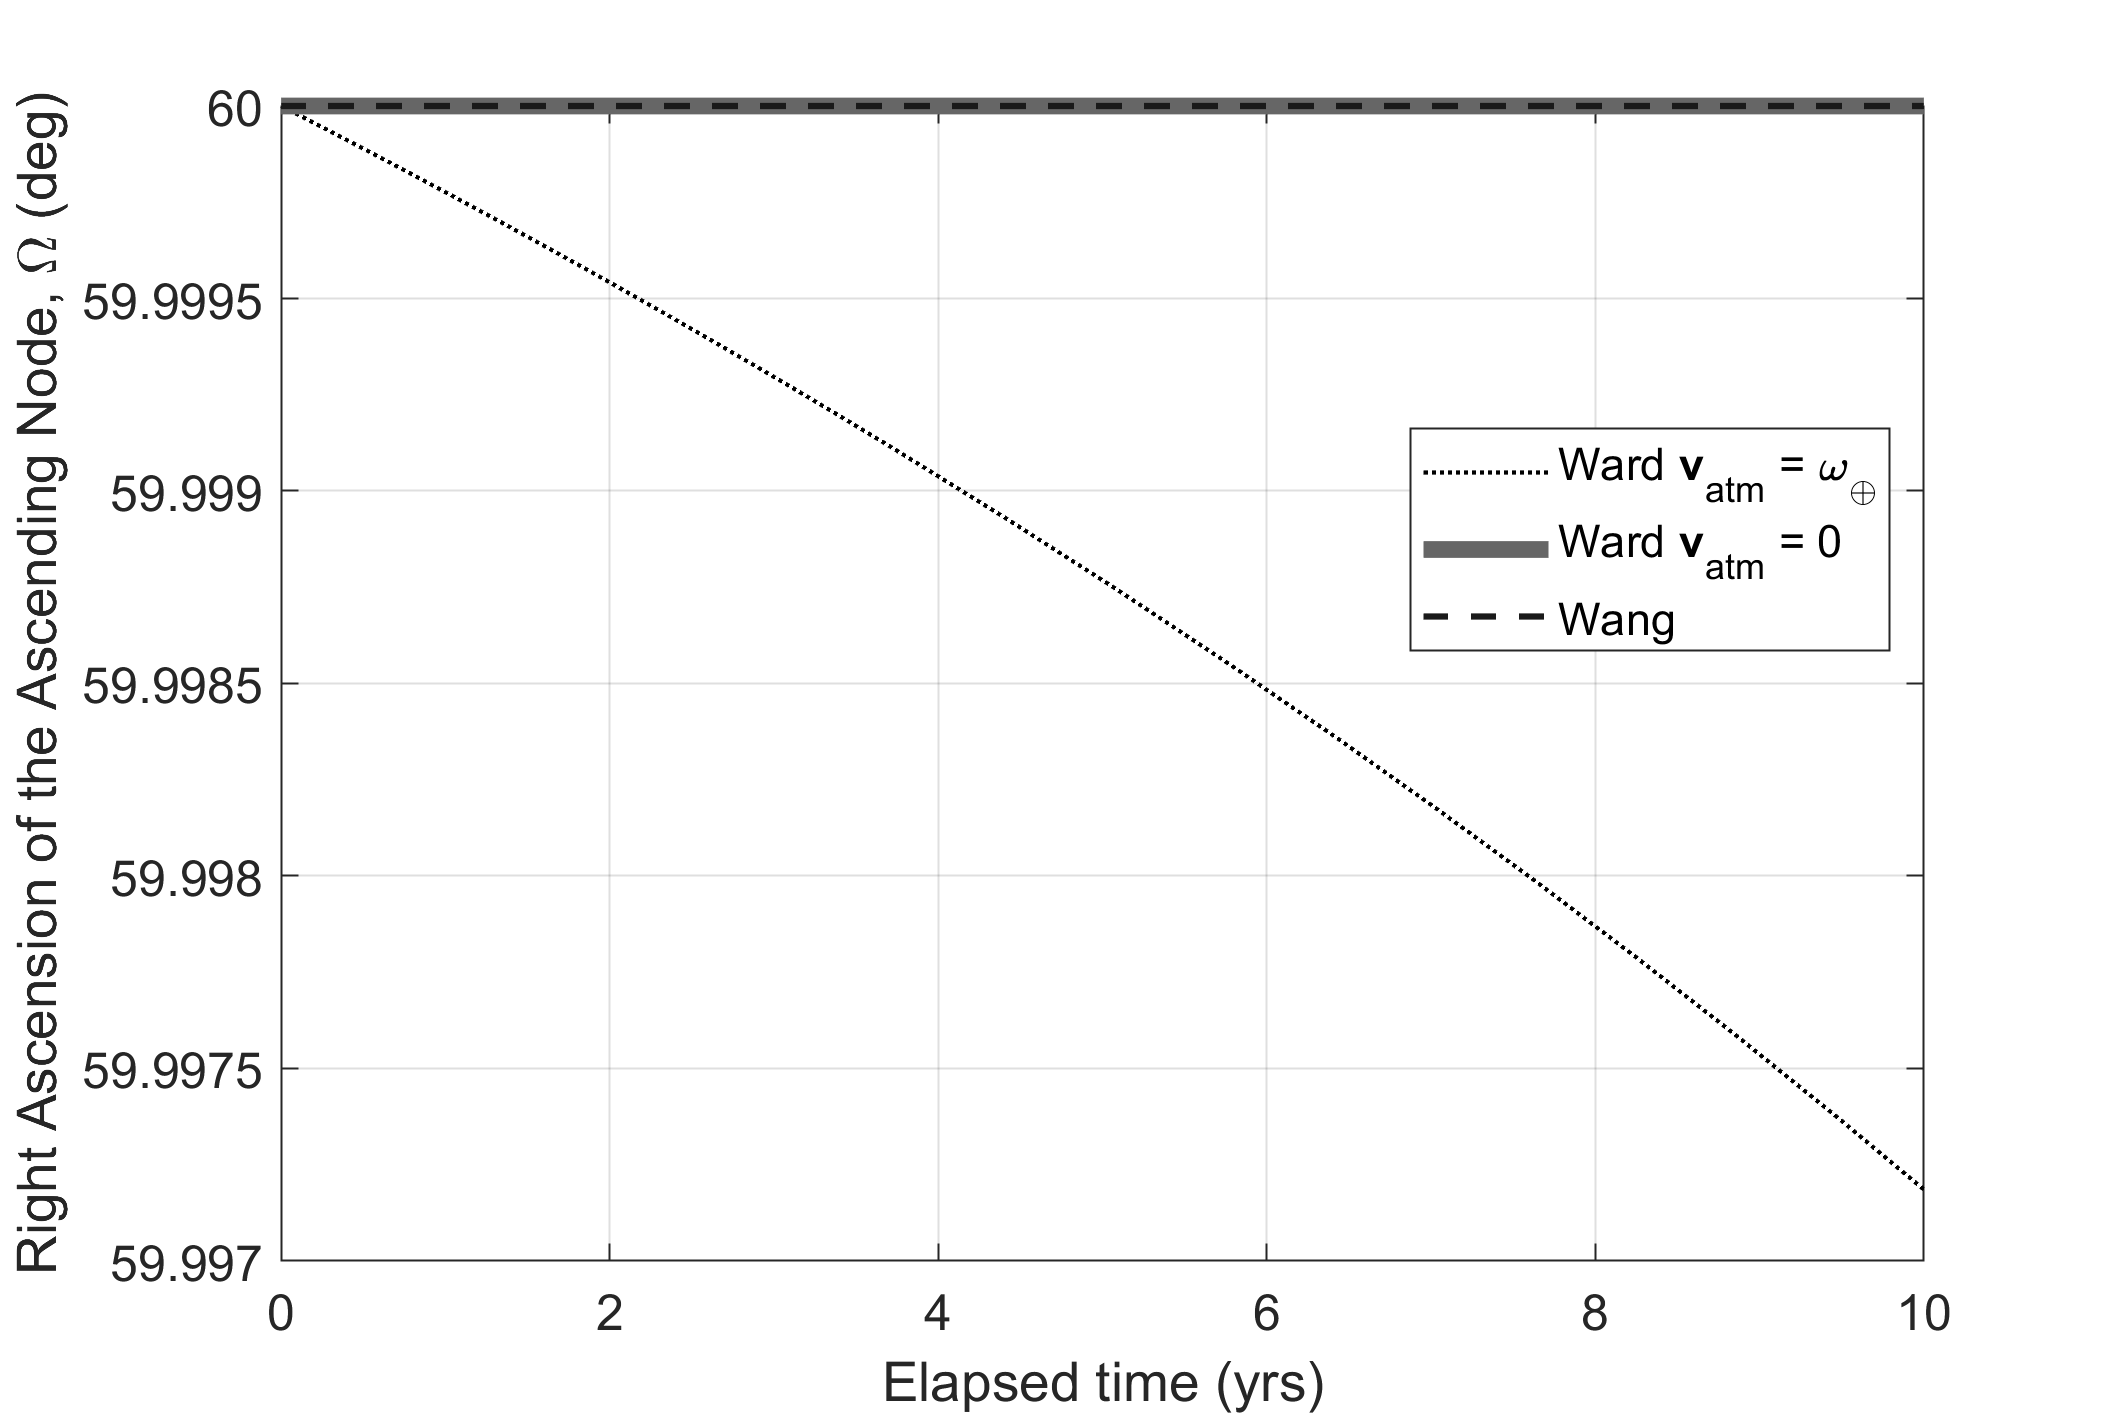 Right Ascension of the Ascending Node, Ω (deg)
60
59.9995
59.999
59.9985
59.998
59.9975
59.997
0 2 4 6 8 10
Elapsed time (yrs)
Ward v_atm = ω_⊕
Ward v_atm = 0
Wang